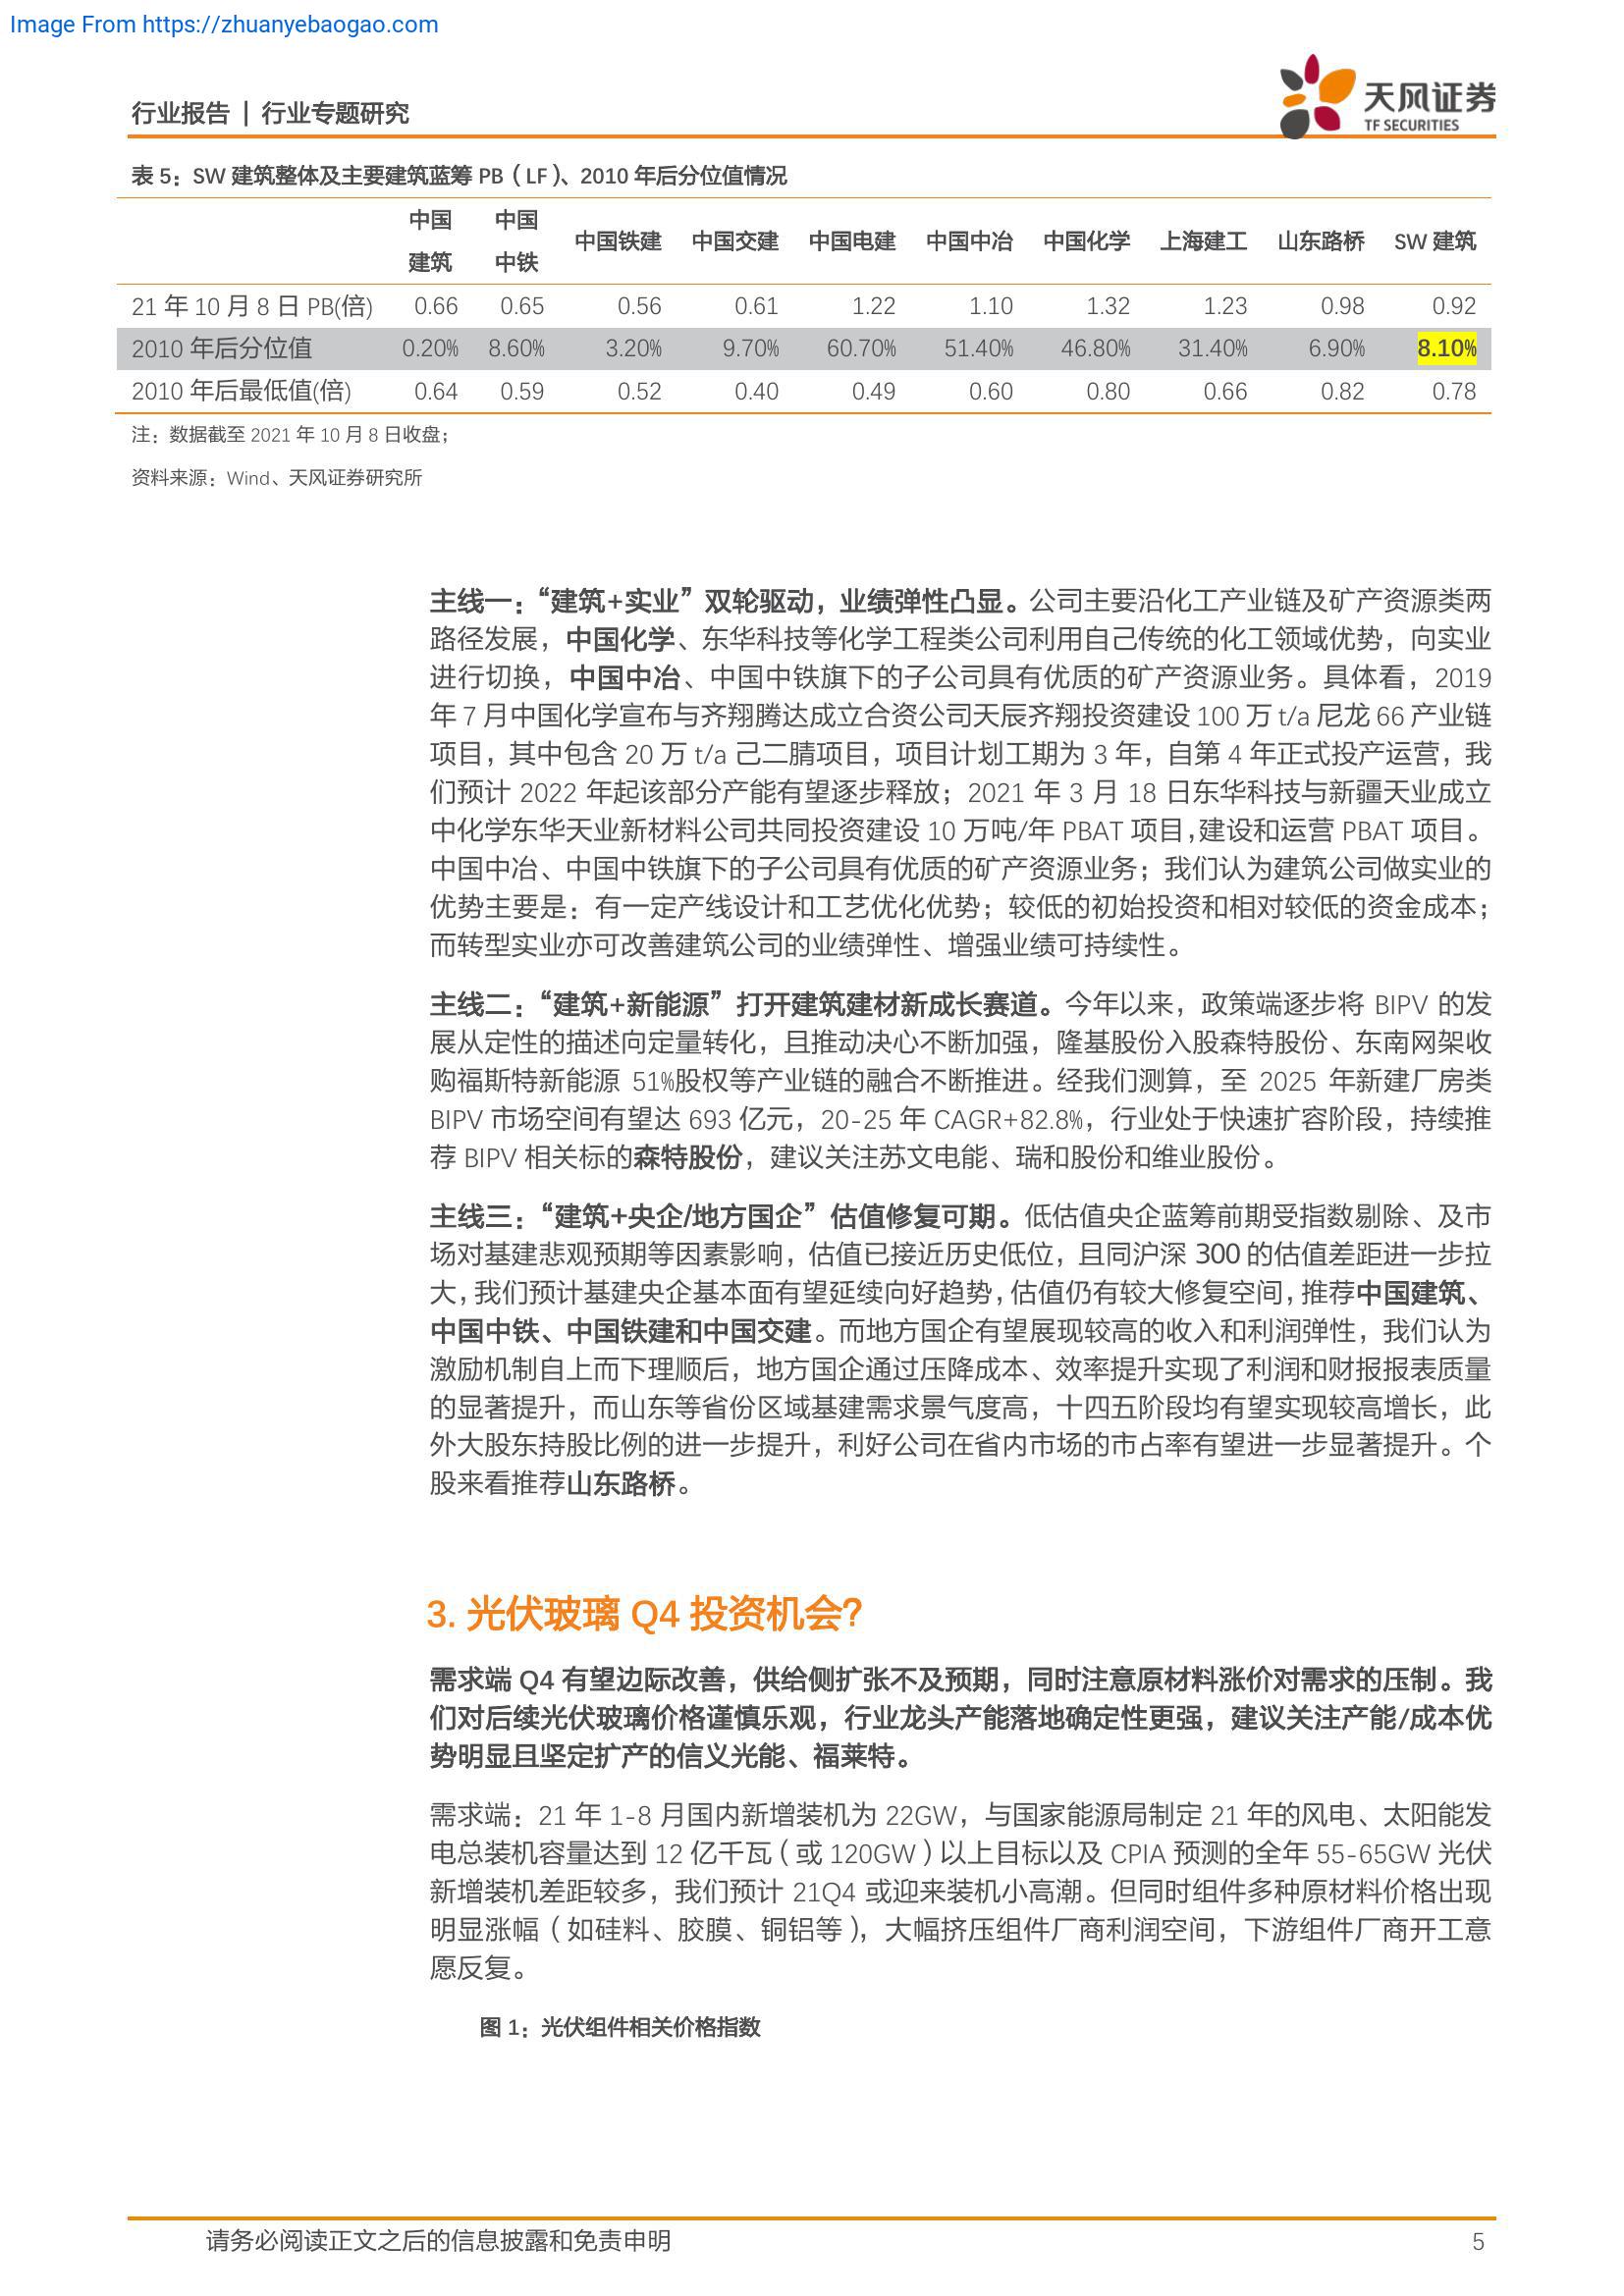 Image From https://zhuanyebaogao.com
行业报告 | 行业专题研究
天风证券
TF SECURITIES
表 5：SW 建筑整体及主要建筑蓝筹 PB（LF）、2010 年后分位值情况
中国建筑 中国中铁 中国铁建 中国交建 中国电建 中国中冶 中国化学 上海建工 山东路桥 SW 建筑
21 年 10 月 8 日 PB(倍) 0.66 0.65 0.56 0.61 1.22 1.10 1.32 1.23 0.98 0.92
2010 年后分位值 0.20% 8.60% 3.20% 9.70% 60.70% 51.40% 46.80% 31.40% 6.90% 8.10%
2010 年后最低值(倍) 0.64 0.59 0.52 0.40 0.49 0.60 0.80 0.66 0.82 0.78
注：数据截至 2021 年 10 月 8 日收盘；
资料来源：Wind、天风证券研究所
主线一：“建筑+实业”双轮驱动，业绩弹性凸显。公司主要沿化工产业链及矿产资源类两
路径发展，中国化学、东华科技等化学工程类公司利用自己传统的化工领域优势，向实业
进行切换，中国中冶、中国中铁旗下的子公司具有优质的矿产资源业务。具体看，2019
年 7 月中国化学宣布与齐翔腾达成立合资公司天辰齐翔投资建设 100 万 t/a 尼龙 66 产业链
项目，其中包含 20 万 t/a 己二腈项目，项目计划工期为 3 年，自第 4 年正式投产运营，我
们预计 2022 年起该部分产能有望逐步释放；2021 年 3 月 18 日东华科技与新疆天业成立
中化学东华天业新材料公司共同投资建设 10 万吨/年 PBAT 项目，建设和运营 PBAT 项目。
中国中冶、中国中铁旗下的子公司具有优质的矿产资源业务；我们认为建筑公司做实业的
优势主要是：有一定产线设计和工艺优化优势；较低的初始投资和相对较低的资金成本；
而转型实业亦可改善建筑公司的业绩弹性、增强业绩可持续性。
主线二：“建筑+新能源”打开建筑建材新成长赛道。今年以来，政策端逐步将 BIPV 的发
展从定性的描述向定量转化，且推动决心不断加强，隆基股份入股森特股份、东南网架收
购福斯特新能源 51%股权等产业链的融合不断推进。经我们测算，至 2025 年新建厂房类
BIPV 市场空间有望达 693 亿元，20-25 年 CAGR+82.8%，行业处于快速扩容阶段，持续推
荐 BIPV 相关标的森特股份，建议关注苏文电能、瑞和股份和维业股份。
主线三：“建筑+央企/地方国企”估值修复可期。低估值央企蓝筹前期受指数剔除、及市
场对基建悲观预期等因素影响，估值已接近历史低位，且同沪深 300 的估值差距进一步拉
大，我们预计基建央企基本面有望延续向好趋势，估值仍有较大修复空间，推荐中国建筑、
中国中铁、中国铁建和中国交建。而地方国企有望展现较高的收入和利润弹性，我们认为
激励机制自上而下理顺后，地方国企通过压降成本、效率提升实现了利润和财报报表质量
的显著提升，而山东等省份区域基建需求景气度高，十四五阶段均有望实现较高增长，此
外大股东持股比例的进一步提升，利好公司在省内市场的市占率有望进一步显著提升。个
股来看推荐山东路桥。
3. 光伏玻璃 Q4 投资机会？
需求端 Q4 有望边际改善，供给侧扩张不及预期，同时注意原材料涨价对需求的压制。我
们对后续光伏玻璃价格谨慎乐观，行业龙头产能落地确定性更强，建议关注产能/成本优
势明显且坚定扩产的信义光能、福莱特。
需求端：21 年 1-8 月国内新增装机为 22GW，与国家能源局制定 21 年的风电、太阳能发
电总装机容量达到 12 亿千瓦（或 120GW）以上目标以及 CPIA 预测的全年 55-65GW 光伏
新增装机差距较多，我们预计 21Q4 或迎来装机小高潮。但同时组件多种原材料价格出现
明显涨幅（如硅料、胶膜、铜铝等），大幅挤压组件厂商利润空间，下游组件厂商开工意
愿反复。
图 1：光伏组件相关价格指数
请务必阅读正文之后的信息披露和免责申明 5